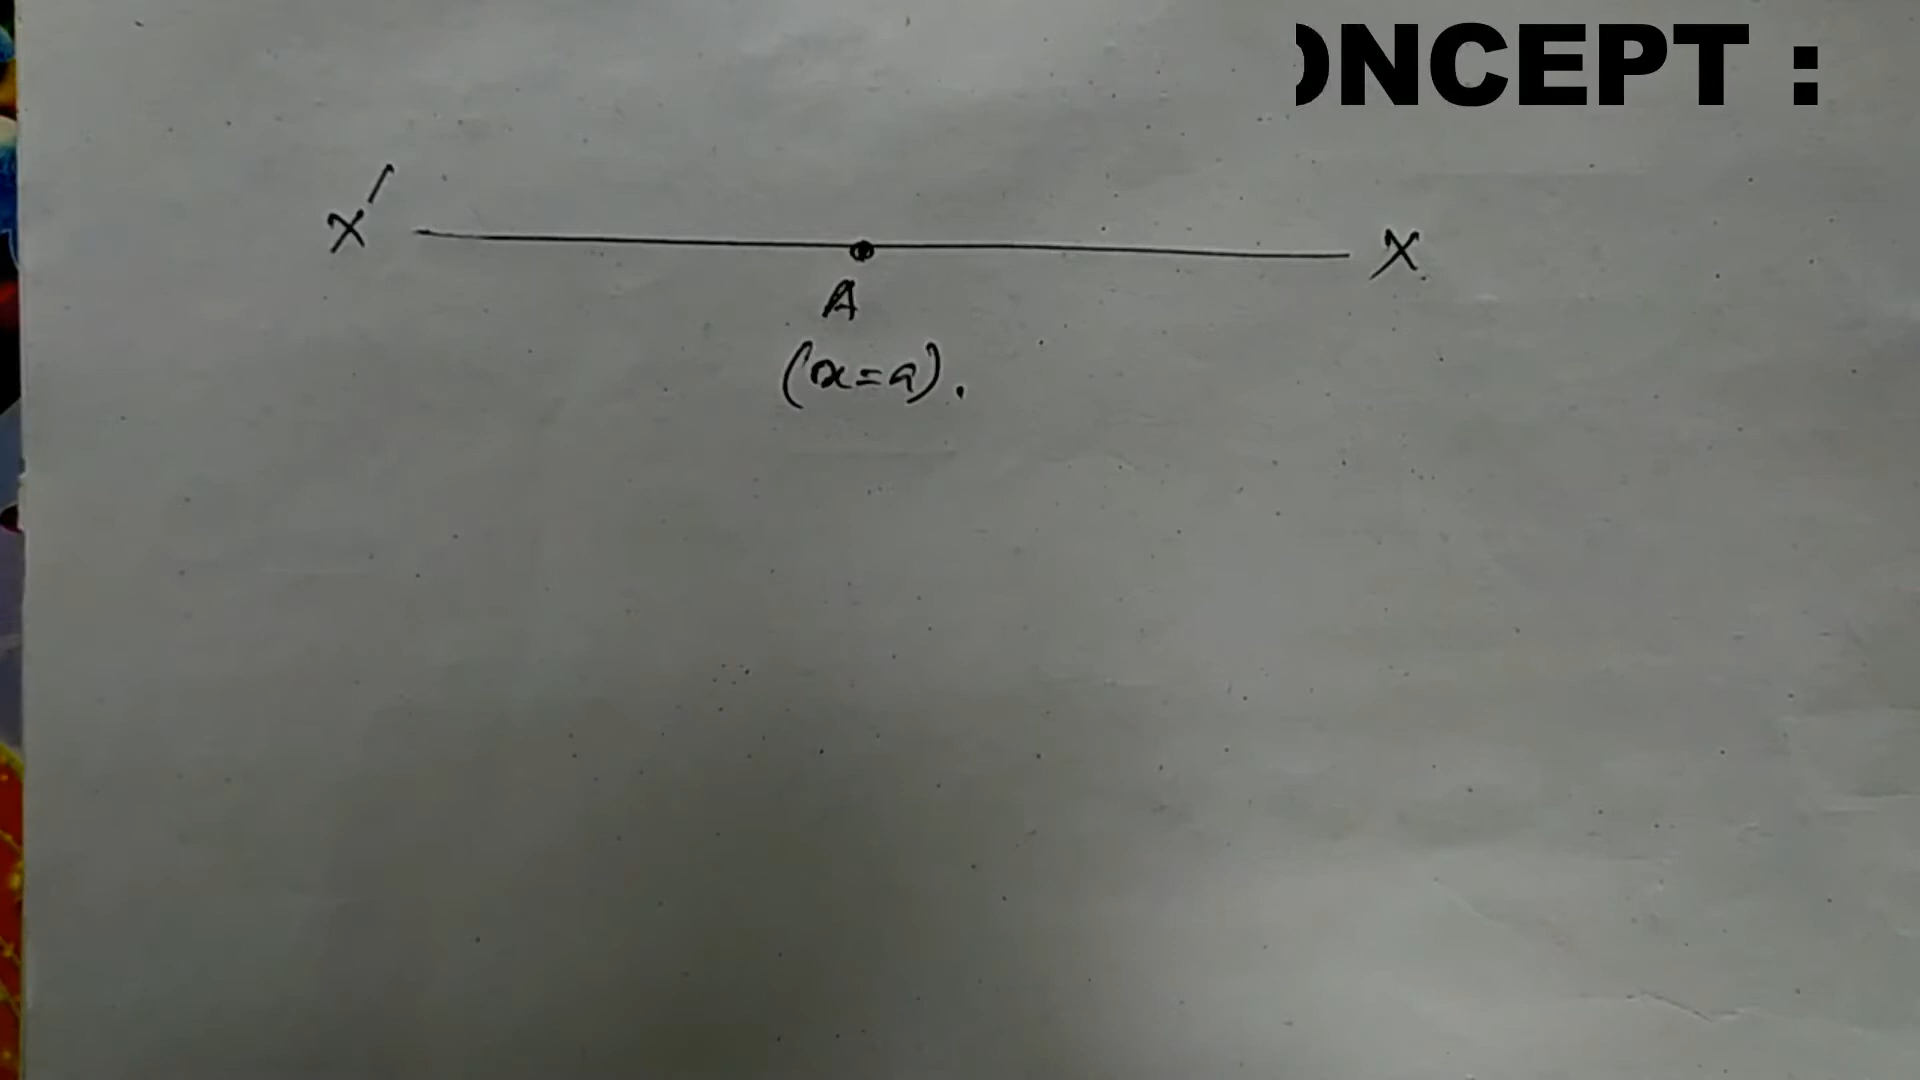 ONCEPT :
X' X
A
(x=a).